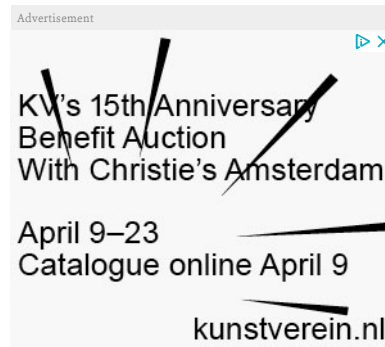 Advertisement
KV's 15th Anniversary
Benefit Auction
With Christie's Amsterdam
April 9–23
Catalogue online April 9
kunstverein.nl